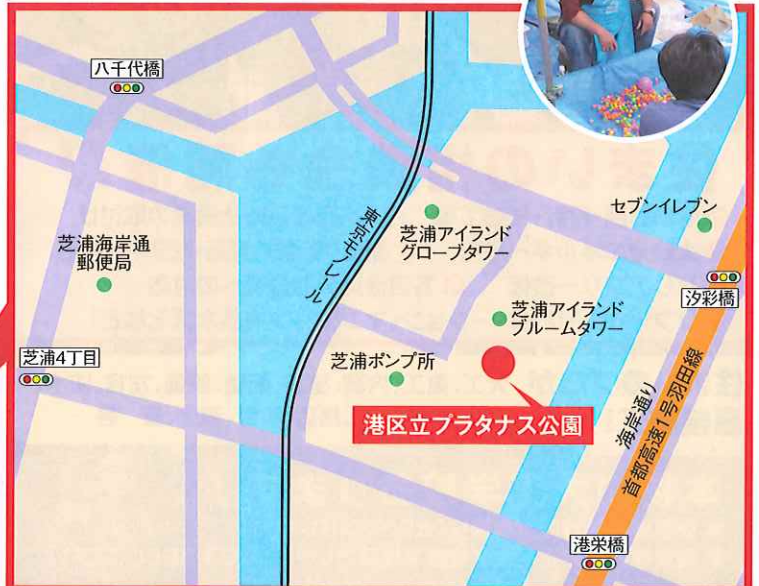 八千代橋
芝浦海岸通
郵便局
芝浦4丁目
東京モノレール
芝浦アイランド
グローブタワー
セブンイレブン
汐彩橋
芝浦アイランド
ブルームタワー
芝浦ポンプ所
港区立プラタナス公園
海岸通り
首都高速1号羽田線
港栄橋